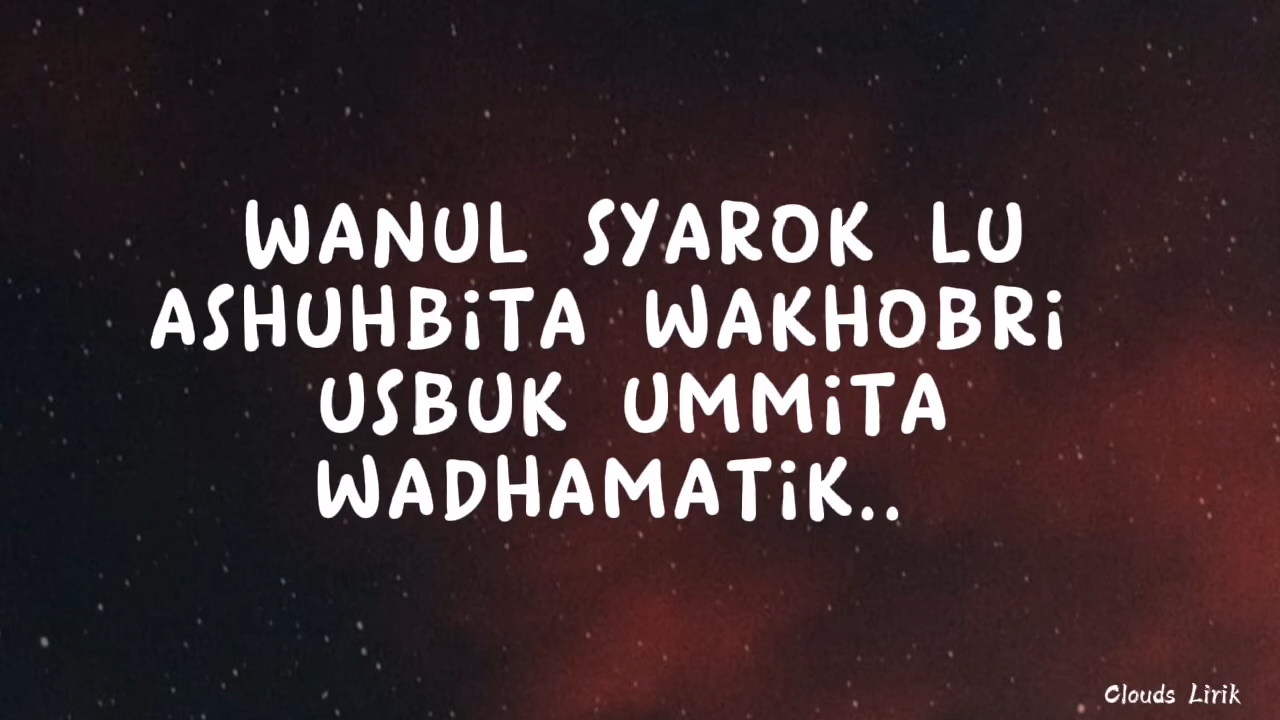 WANUL SYAROK LU
ASHUHBiTA WAKHOBRi
USBUK UMMiTA
WADHAMATiK..
Clouds Lirik